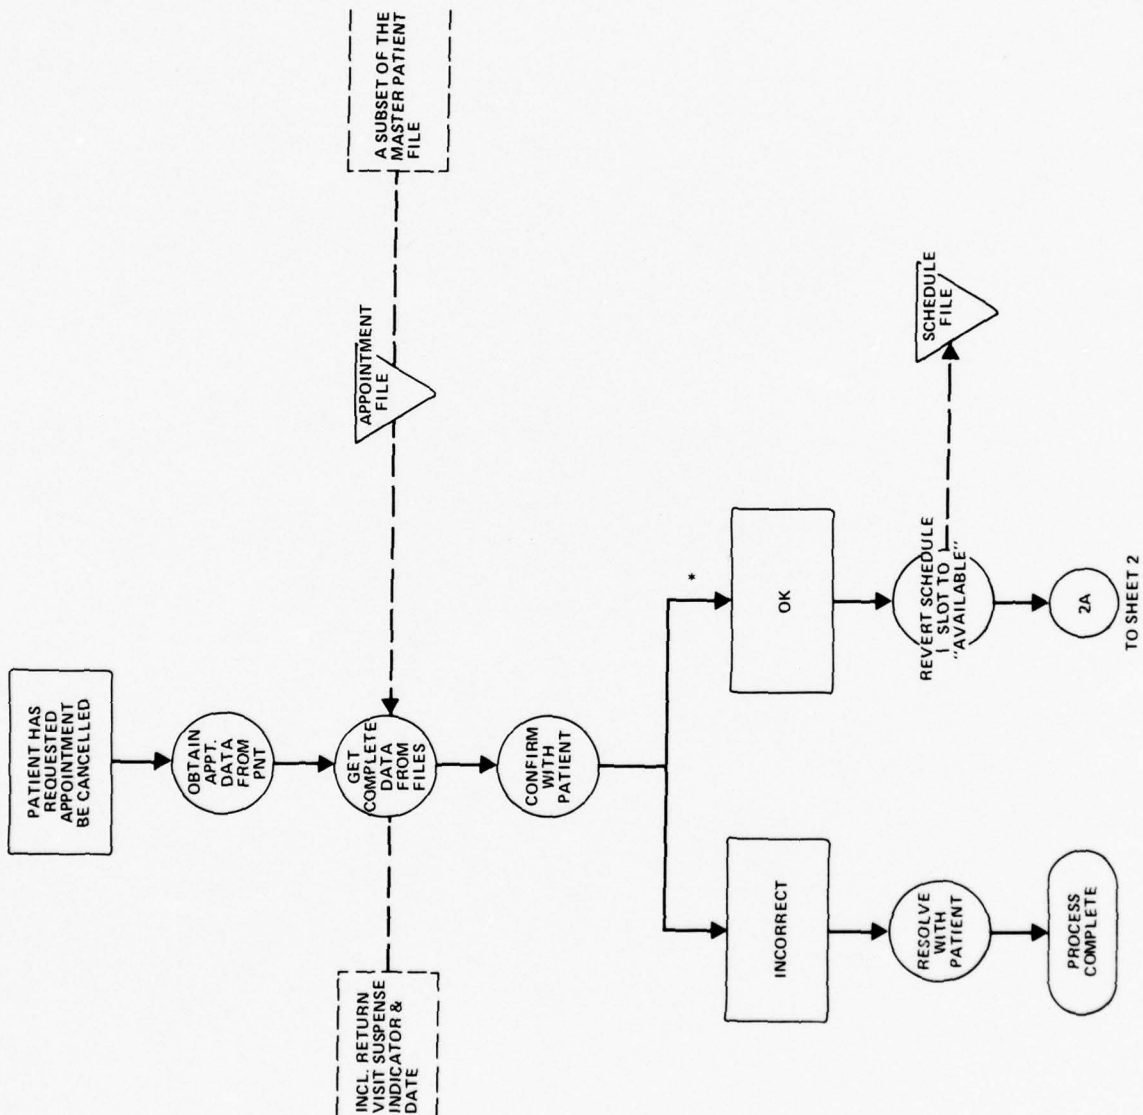 PATIENT HAS
REQUESTED
APPOINTMENT
BE CANCELLED
OBTAIN
APPT.
DATA
FROM
PNT
INCL. RETURN
VISIT SUSPENSE
INDICATOR &
DATE
GET
COMPLETE
DATA
FROM
FILES
APPOINTMENT
FILE
A SUBSET OF THE
MASTER PATIENT
FILE
CONFIRM
WITH
PATIENT
INCORRECT
*
OK
RESOLVE
WITH
PATIENT
REVERT SCHEDULE
SLOT TO
"AVAILABLE"
SCHEDULE
FILE
PROCESS
COMPLETE
2A
TO SHEET 2